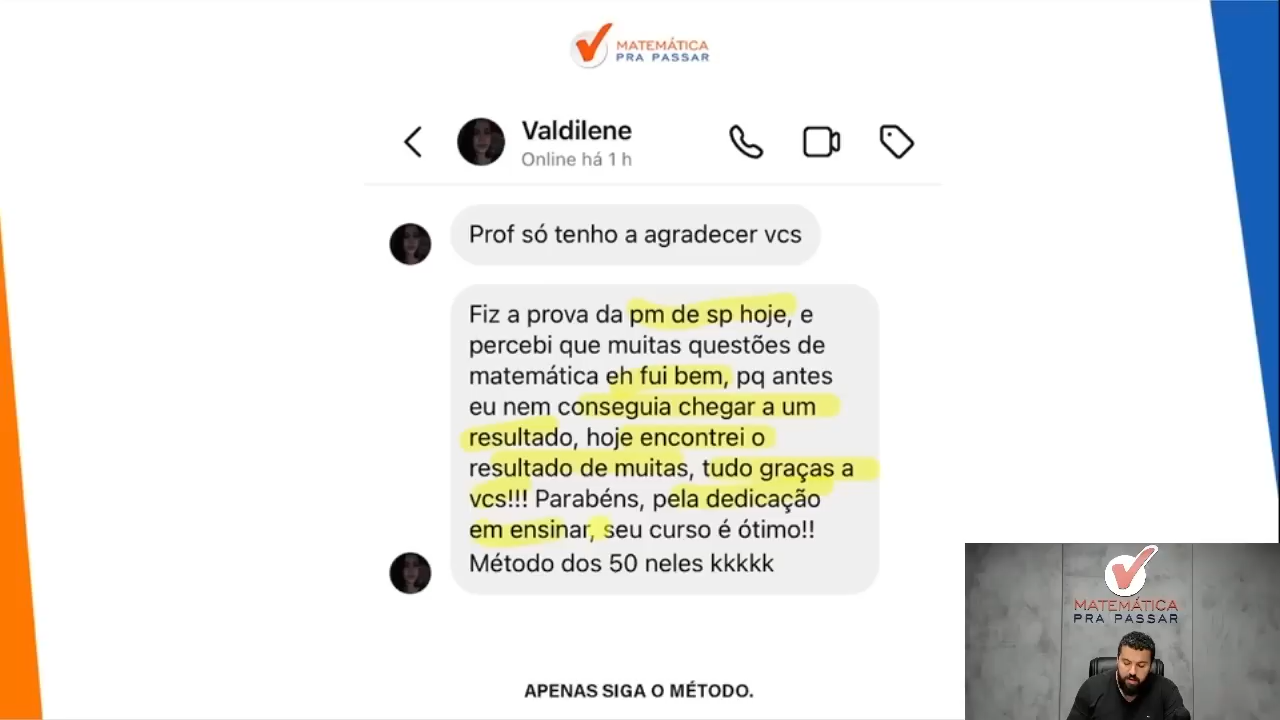 MATEMÁTICA
PRA PASSAR
Valdilene
Online há 1 h
Prof só tenho a agradecer vcs
Fiz a prova da pm de sp hoje, e
percebi que muitas questões de
matemática eh fui bem, pq antes
eu nem conseguia chegar a um
resultado, hoje encontrei o
resultado de muitas, tudo graças a
vcs!!! Parabéns, pela dedicação
em ensinar, seu curso é ótimo!!
Método dos 50 neles kkkkk
MATEMÁTICA
PRA PASSAR
APENAS SIGA O MÉTODO.